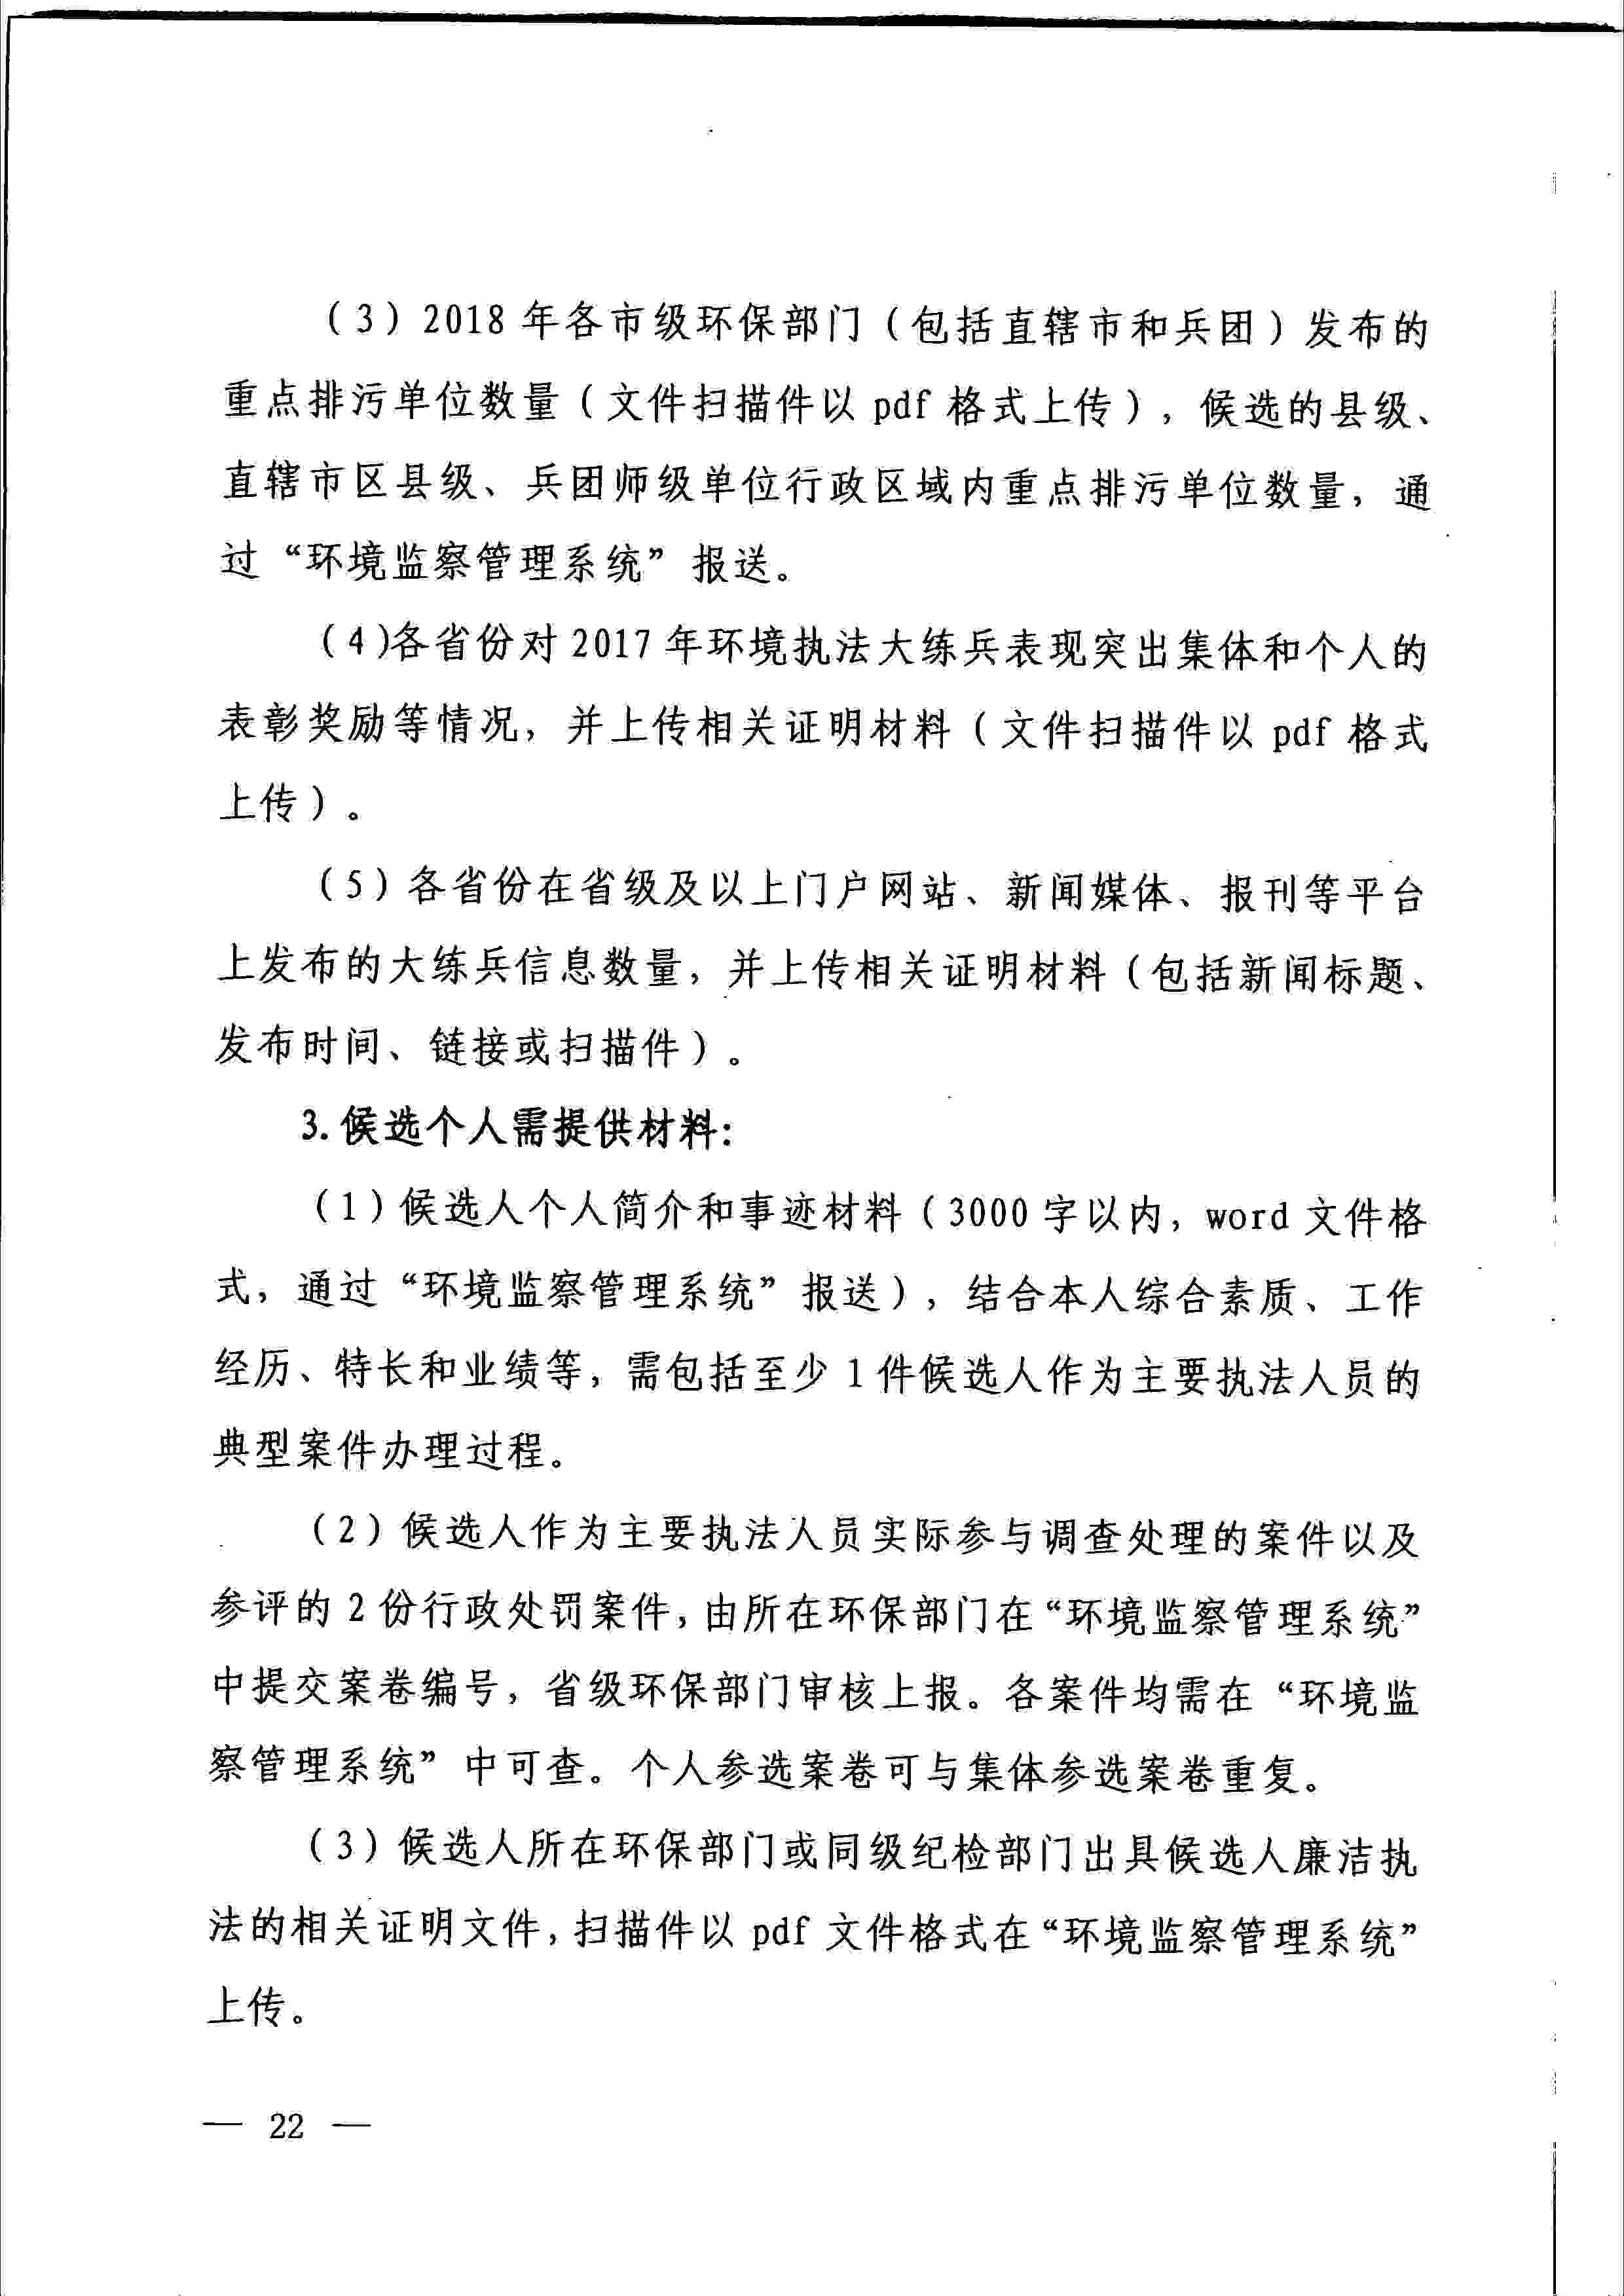 （3）2018 年各市级环保部门（包括直辖市和兵团）发布的
重点排污单位数量（文件扫描件以 pdf 格式上传），候选的县级、
直辖市区县级、兵团师级单位行政区域内重点排污单位数量，通
过“环境监察管理系统”报送。
（4)各省份对 2017 年环境执法大练兵表现突出集体和个人的
表彰奖励等情况，并上传相关证明材料（文件扫描件以 pdf 格式
上传）。
（5）各省份在省级及以上门户网站、新闻媒体、报刊等平台
上发布的大练兵信息数量，并上传相关证明材料（包括新闻标题、
发布时间、链接或扫描件）。
3.候选个人需提供材料：
（1）候选人个人简介和事迹材料（3000 字以内，word 文件格
式，通过“环境监察管理系统”报送），结合本人综合素质、工作
经历、特长和业绩等，需包括至少 1 件候选人作为主要执法人员的
典型案件办理过程。
（2）候选人作为主要执法人员实际参与调查处理的案件以及
参评的 2 份行政处罚案件，由所在环保部门在“环境监察管理系统”
中提交案卷编号，省级环保部门审核上报。各案件均需在“环境监
察管理系统”中可查。个人参选案卷可与集体参选案卷重复。
（3）候选人所在环保部门或同级纪检部门出具候选人廉洁执
法的相关证明文件，扫描件以 pdf 文件格式在“环境监察管理系统”
上传。
— 22 —